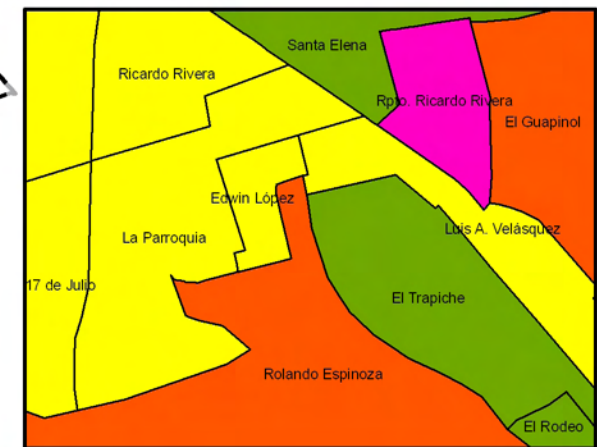 Santa Elena
Ricardo Rivera
Rpto. Ricardo Rivera
El Guapinol
Edwin López
Luis A. Velásquez
La Parroquia
17 de Julio
El Trapiche
Rolando Espinoza
El Rodeo